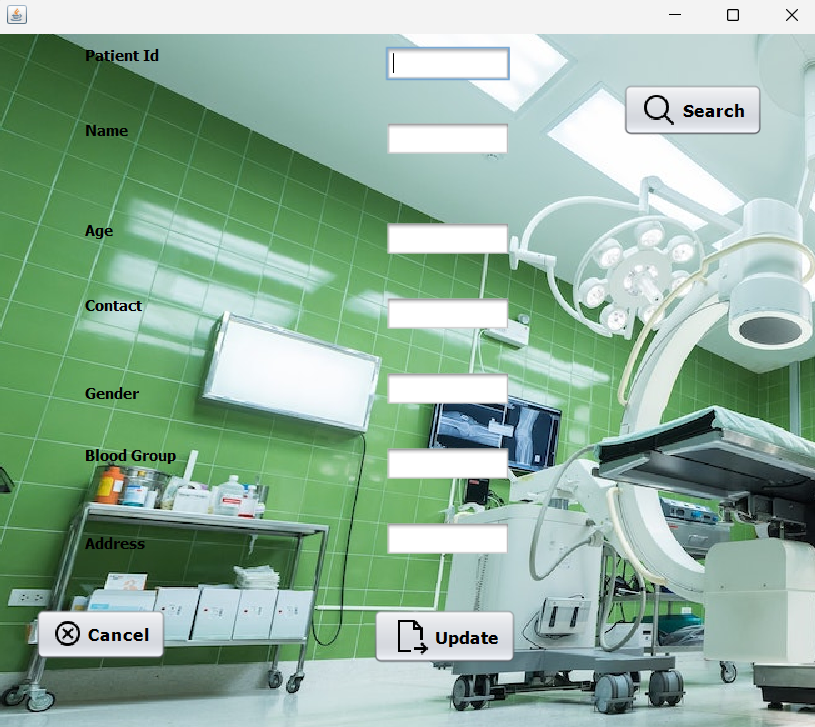 Patient Id
Search
Name
Age
Contact
Gender
Blood Group
Address
Cancel
Update